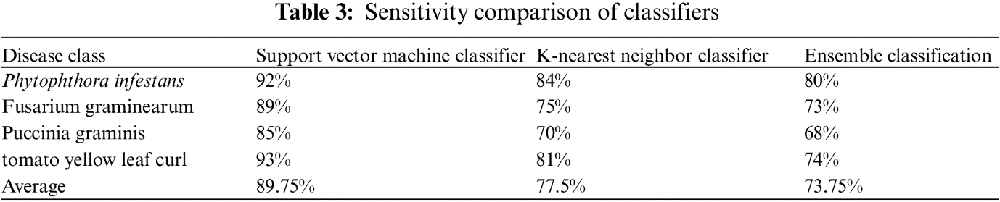 Table 3: Sensitivity comparison of classifiers
Disease class Support vector machine classifier K-nearest neighbor classifier Ensemble classification
Phytophthora infestans 92% 84% 80%
Fusarium graminearum 89% 75% 73%
Puccinia graminis 85% 70% 68%
tomato yellow leaf curl 93% 81% 74%
Average 89.75% 77.5% 73.75%